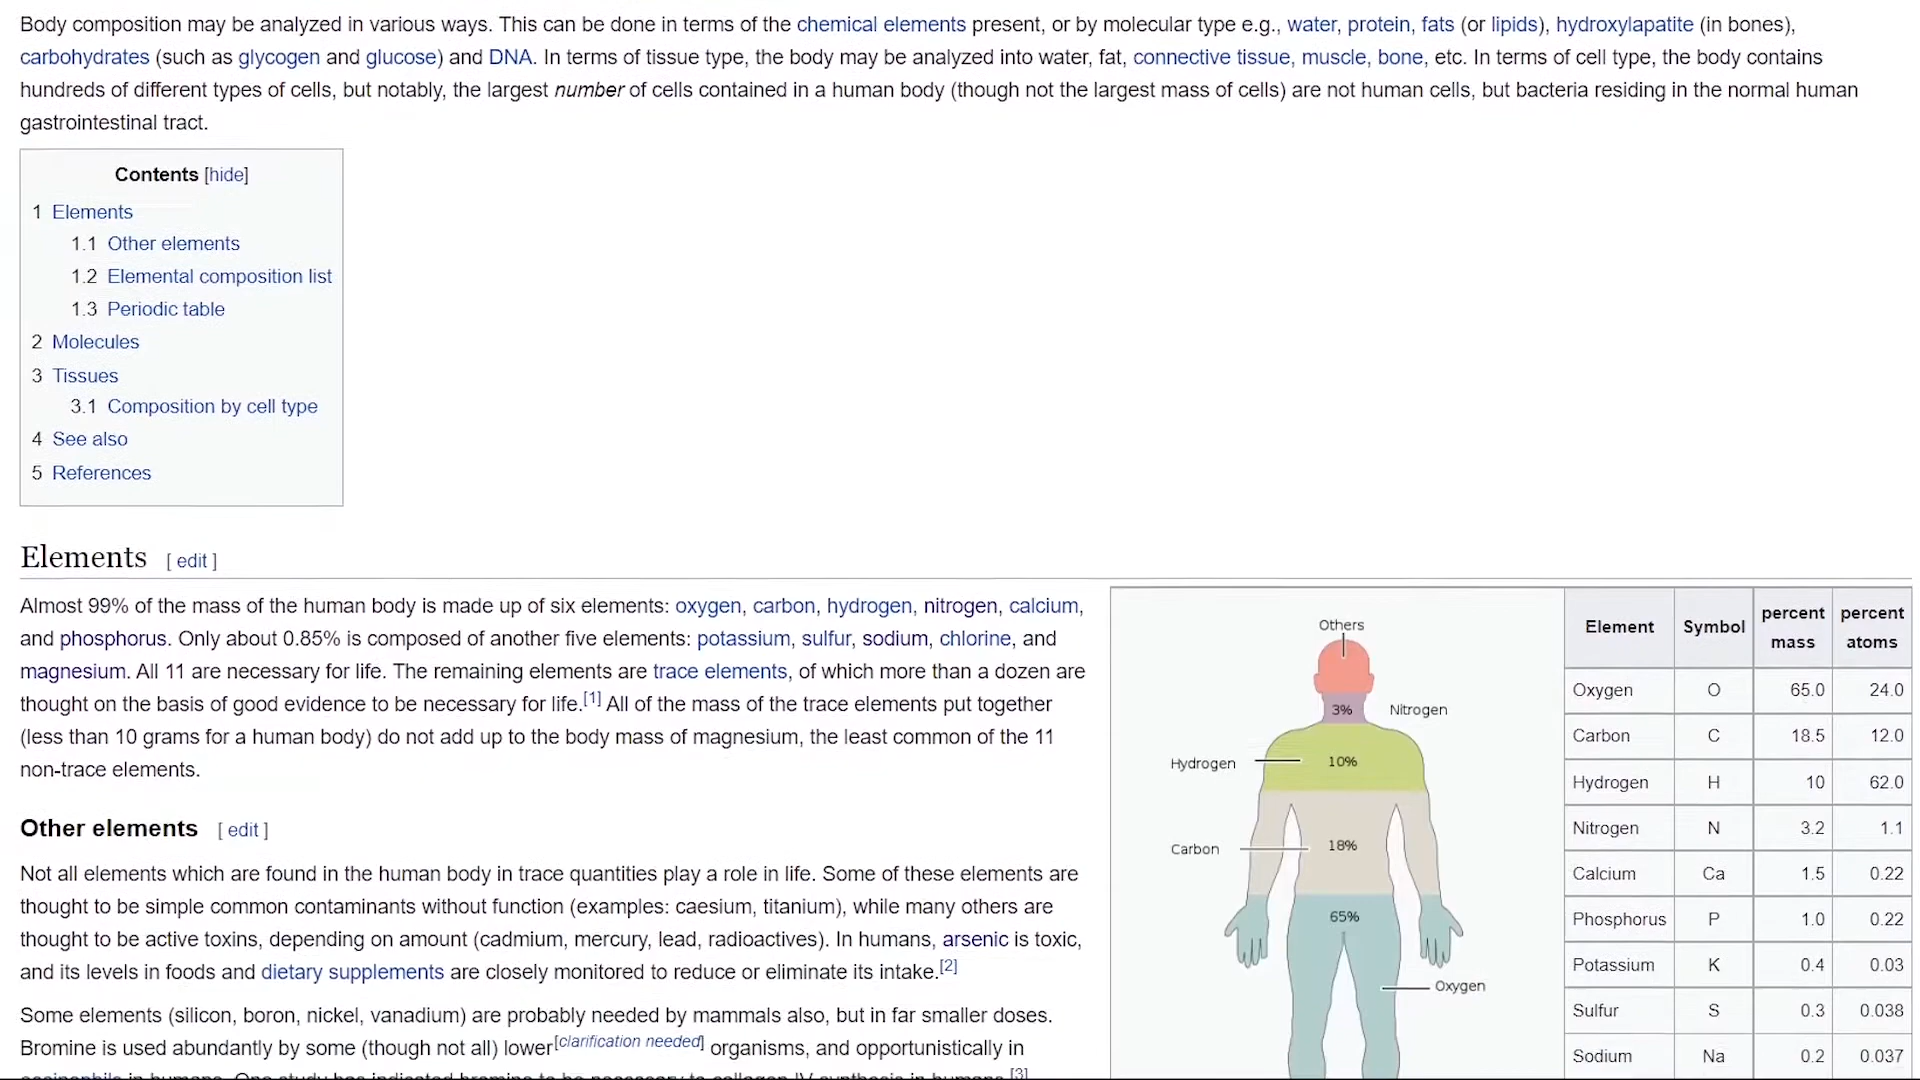 Body composition may be analyzed in various ways. This can be done in terms of the chemical elements present, or by molecular type e.g., water, protein, fats (or lipids), hydroxylapatite (in bones),
carbohydrates (such as glycogen and glucose) and DNA. In terms of tissue type, the body may be analyzed into water, fat, connective tissue, muscle, bone, etc. In terms of cell type, the body contains
hundreds of different types of cells, but notably, the largest number of cells contained in a human body (though not the largest mass of cells) are not human cells, but bacteria residing in the normal human
gastrointestinal tract.
Contents [hide]
1 Elements
1.1 Other elements
1.2 Elemental composition list
1.3 Periodic table
2 Molecules
3 Tissues
3.1 Composition by cell type
4 See also
5 References
Elements [ edit ]
Almost 99% of the mass of the human body is made up of six elements: oxygen, carbon, hydrogen, nitrogen, calcium,
and phosphorus. Only about 0.85% is composed of another five elements: potassium, sulfur, sodium, chlorine, and
magnesium. All 11 are necessary for life. The remaining elements are trace elements, of which more than a dozen are
thought on the basis of good evidence to be necessary for life.[1] All of the mass of the trace elements put together
(less than 10 grams for a human body) do not add up to the body mass of magnesium, the least common of the 11
non-trace elements.
Other elements [ edit ]
Not all elements which are found in the human body in trace quantities play a role in life. Some of these elements are
thought to be simple common contaminants without function (examples: caesium, titanium), while many others are
thought to be active toxins, depending on amount (cadmium, mercury, lead, radioactives). In humans, arsenic is toxic,
and its levels in foods and dietary supplements are closely monitored to reduce or eliminate its intake.[2]
Some elements (silicon, boron, nickel, vanadium) are probably needed by mammals also, but in far smaller doses.
Bromine is used abundantly by some (though not all) lower[clarification needed] organisms, and opportunistically in
eosinophils in humans. One study has indicated bromine to be necessary to collagen IV synthesis in humans.[3]
Others
3% Nitrogen
Hydrogen 10%
Carbon 18%
65%
Oxygen
Element Symbol percent mass percent atoms
Oxygen O 65.0 24.0
Carbon C 18.5 12.0
Hydrogen H 10 62.0
Nitrogen N 3.2 1.1
Calcium Ca 1.5 0.22
Phosphorus P 1.0 0.22
Potassium K 0.4 0.03
Sulfur S 0.3 0.038
Sodium Na 0.2 0.037